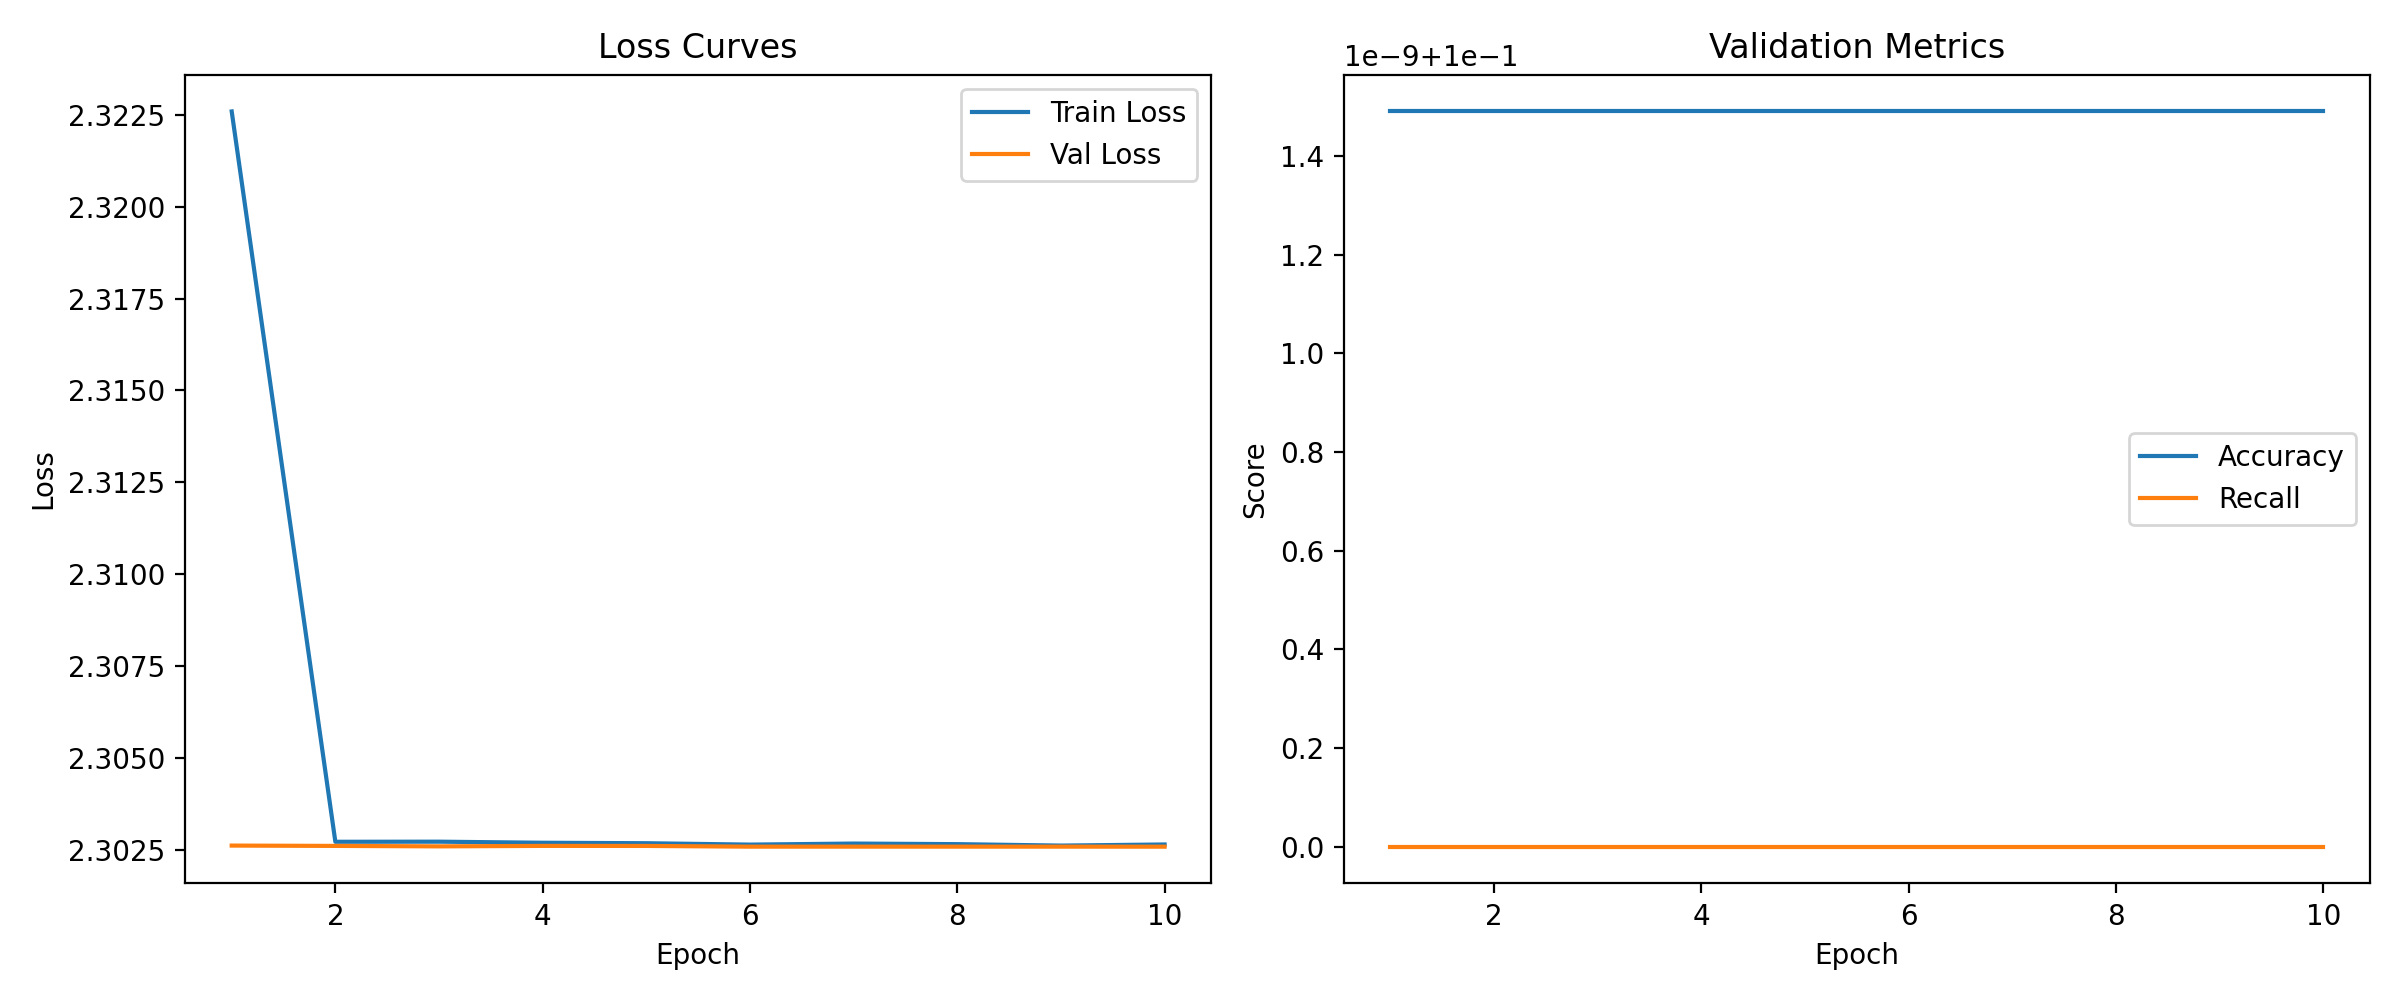 Loss Curves
2.3225
2.3200
2.3175
2.3150
2.3125
2.3100
2.3075
2.3050
2.3025
Loss
2
4
6
8
10
Epoch
Train Loss
Val Loss
Validation Metrics
1e−9+1e−1
1.4
1.2
1.0
0.8
0.6
0.4
0.2
0.0
Score
2
4
6
8
10
Epoch
Accuracy
Recall